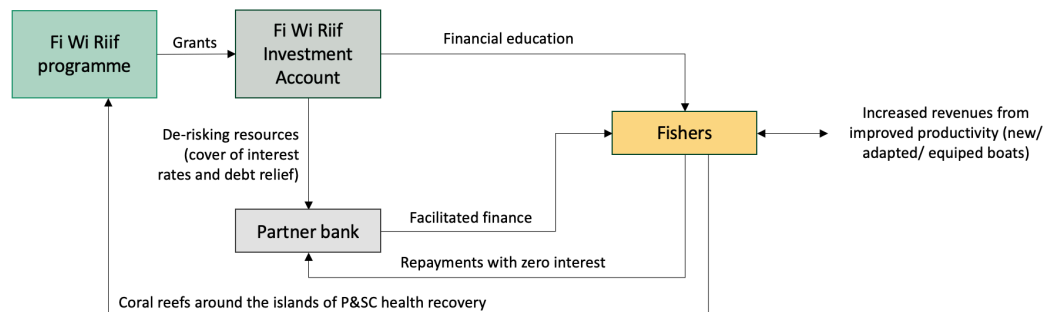 Fi Wi Riif
programme
Grants
Fi Wi Riif
Investment
Account
Financial education
De-risking resources
(cover of interest
rates and debt relief)
Fishers
Increased revenues from
improved productivity (new/
adapted/ equiped boats)
Partner bank
Facilitated finance
Repayments with zero interest
Coral reefs around the islands of P&SC health recovery